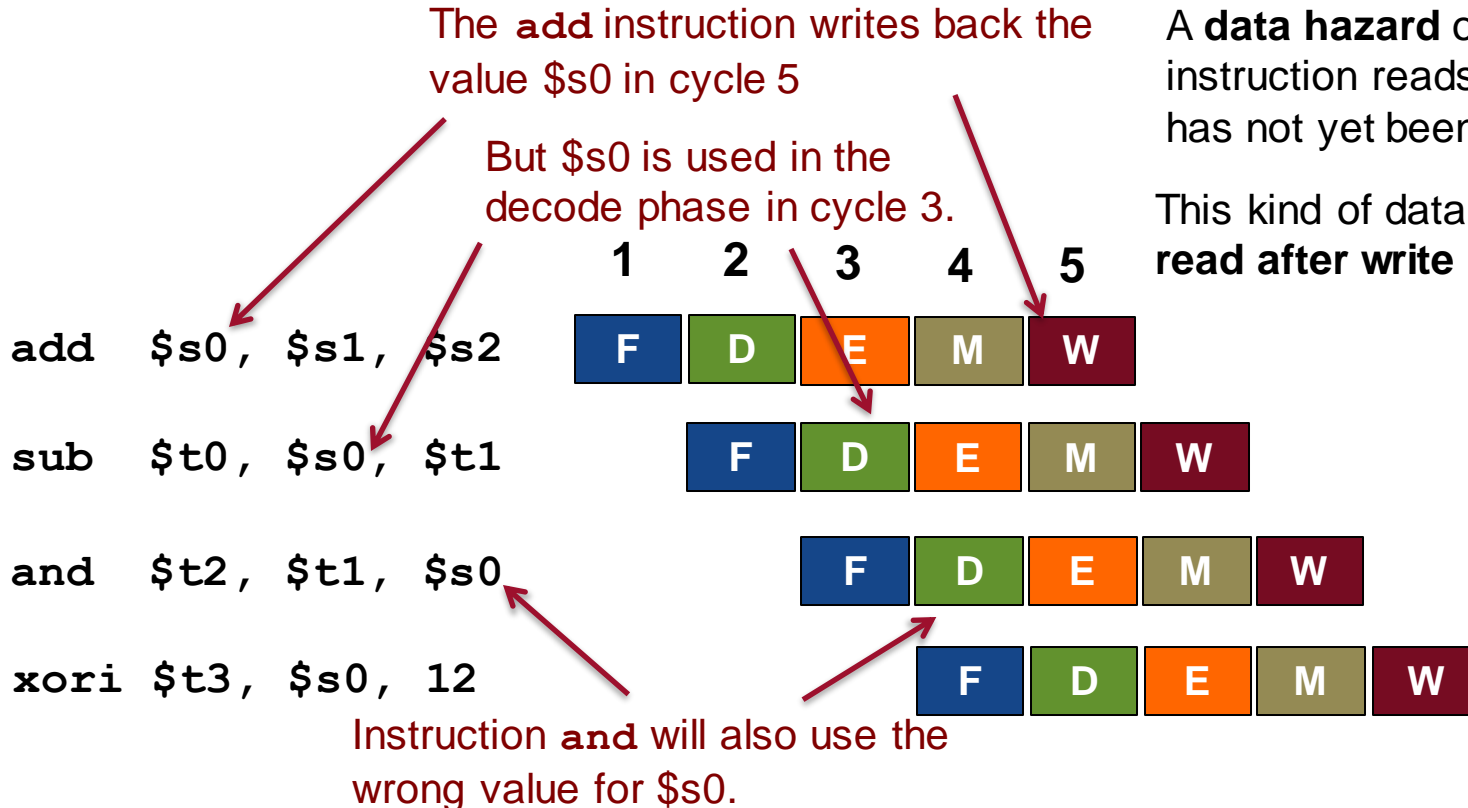 The add instruction writes back the
value $s0 in cycle 5
A data hazard
instruction reads
has not yet been
But $s0 is used in the
decode phase in cycle 3.
This kind of data
read after write
1 2 3 4 5
add $s0, $s1, $s2 F D E M W
sub $t0, $s0, $t1 F D E M W
and $t2, $t1, $s0 F D E M W
xori $t3, $s0, 12 F D E M W
Instruction and will also use the
wrong value for $s0.